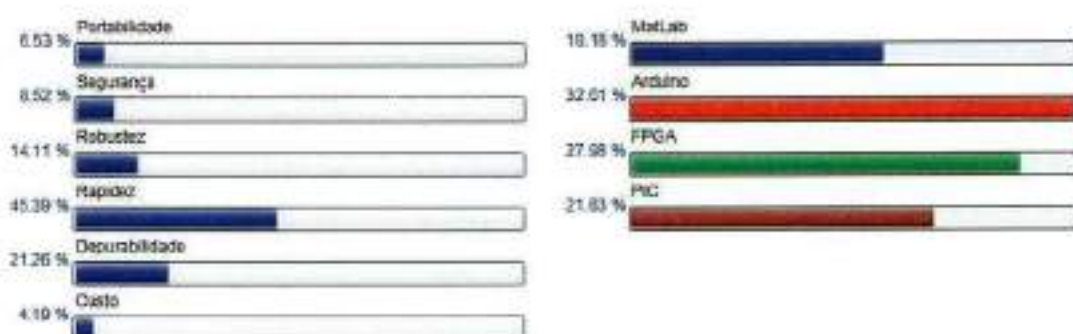 Portabilidade
6.53 %
Segurança
8.52 %
Robustez
14.11 %
Rapidez
45.39 %
Depurabilidade
21.26 %
Custo
4.19 %
MatLab
18.18 %
Arduino
32.01 %
FPGA
27.98 %
PIC
21.83 %